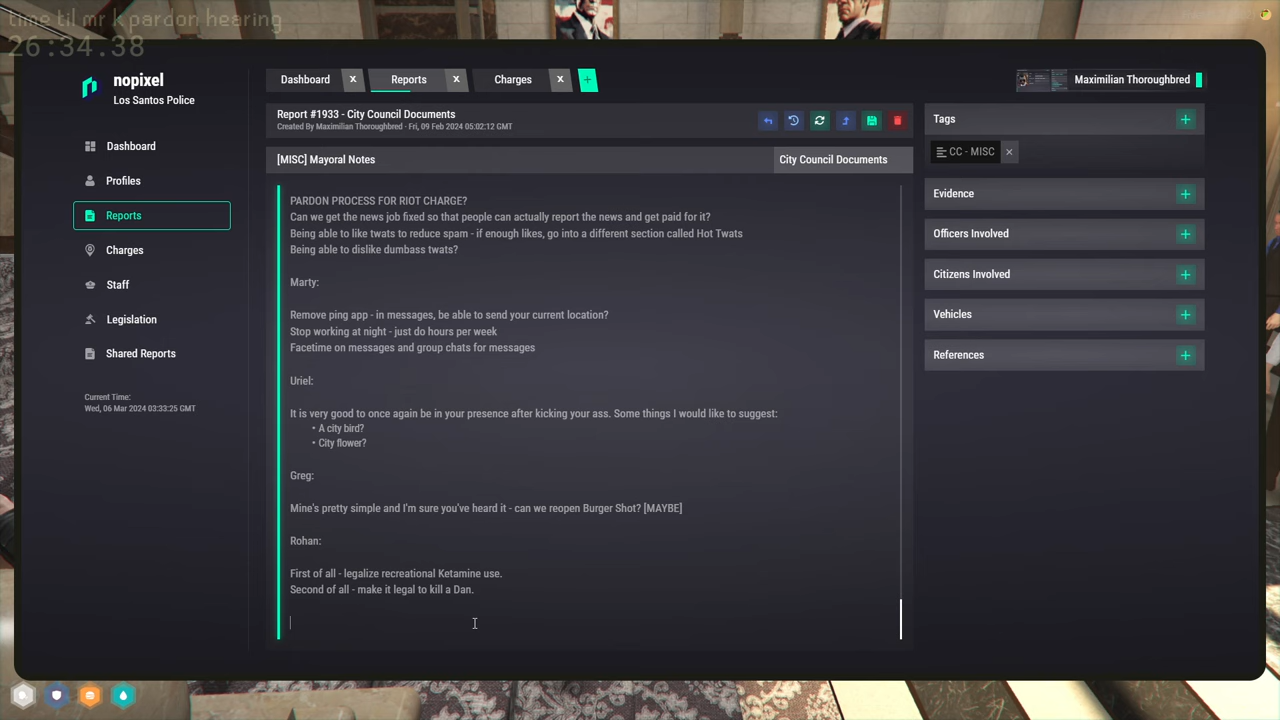 time til mr k pardon hearing
26:34.38
nopixel
Los Santos Police
Dashboard
Profiles
Reports
Charges
Staff
Legislation
Shared Reports
Current Time:
Wed, 06 Mar 2024 03:33:25 GMT
Dashboard x Reports x Charges x +
Maximilian Thoroughbred
Report #1933 - City Council Documents
Created By Maximilian Thoroughbred · Fri, 09 Feb 2024 05:02:12 GMT
[MISC] Mayoral Notes
City Council Documents
PARDON PROCESS FOR RIOT CHARGE?
Can we get the news job fixed so that people can actually report the news and get paid for it?
Being able to like twats to reduce spam - if enough likes, go into a different section called Hot Twats
Being able to dislike dumbass twats?
Marty:
Remove ping app - in messages, be able to send your current location?
Stop working at night - just do hours per week
Facetime on messages and group chats for messages
Uriel:
It is very good to once again be in your presence after kicking your ass. Some things I would like to suggest:
• A city bird?
• City flower?
Greg:
Mine's pretty simple and I'm sure you've heard it - can we reopen Burger Shot? [MAYBE]
Rohan:
First of all - legalize recreational Ketamine use.
Second of all - make it legal to kill a Dan.
Tags +
CC - MISC x
Evidence +
Officers Involved +
Citizens Involved +
Vehicles +
References +